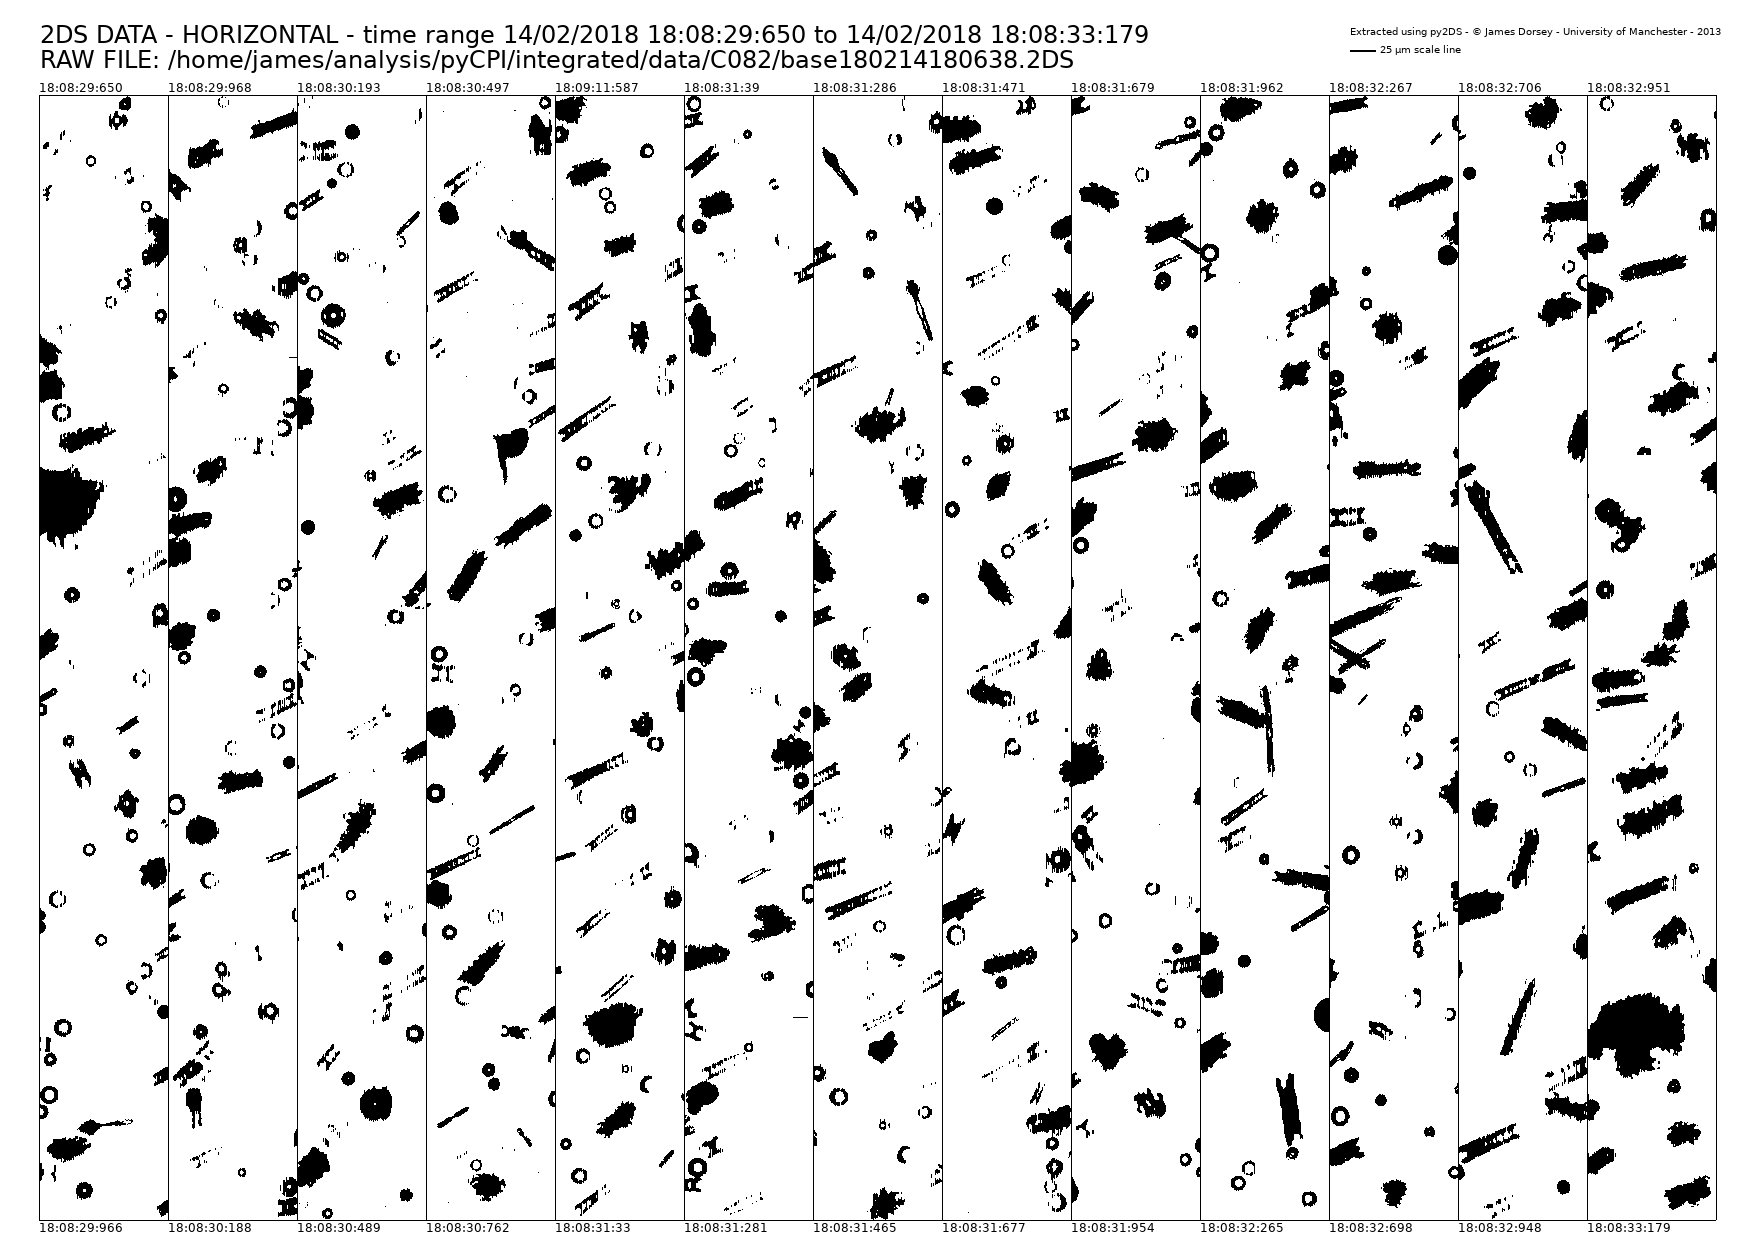 2DS DATA - HORIZONTAL - time range 14/02/2018 18:08:29:650 to 14/02/2018 18:08:33:179
Extracted using py2DS - © James Dorsey - University of Manchester - 2013
25 µm scale line
RAW FILE: /home/james/analysis/pyCPI/integrated/data/C082/base180214180638.2DS
18:08:29:650 18:08:29:968 18:08:30:193 18:08:30:497 18:09:11:587 18:08:31:39 18:08:31:286 18:08:31:471 18:08:31:679 18:08:31:962 18:08:32:267 18:08:32:706 18:08:32:951
18:08:29:966 18:08:30:188 18:08:30:489 18:08:30:762 18:08:31:33 18:08:31:281 18:08:31:465 18:08:31:677 18:08:31:954 18:08:32:265 18:08:32:698 18:08:32:948 18:08:33:179